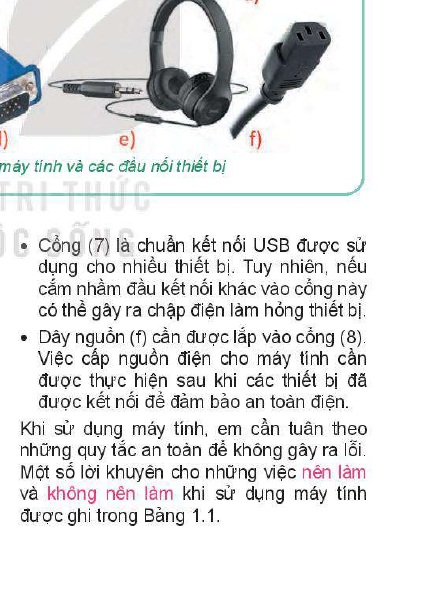 e)
f)
máy tính và các đầu nối thiết bị
TRI THỨC
ỘC SỐNG
• Cổng (7) là chuẩn kết nối USB được sử
dụng cho nhiều thiết bị. Tuy nhiên, nếu
cắm nhầm đầu kết nối khác vào cổng này
có thể gây ra chập điện làm hỏng thiết bị.
• Dây nguồn (f) cần được lắp vào cổng (8).
Việc cấp nguồn điện cho máy tính cần
được thực hiện sau khi các thiết bị đã
được kết nối để đảm bảo an toàn điện.
Khi sử dụng máy tính, em cần tuân theo
những quy tắc an toàn để không gây ra lỗi.
Một số lời khuyên cho những việc nên làm
và không nên làm khi sử dụng máy tính
được ghi trong Bảng 1.1.